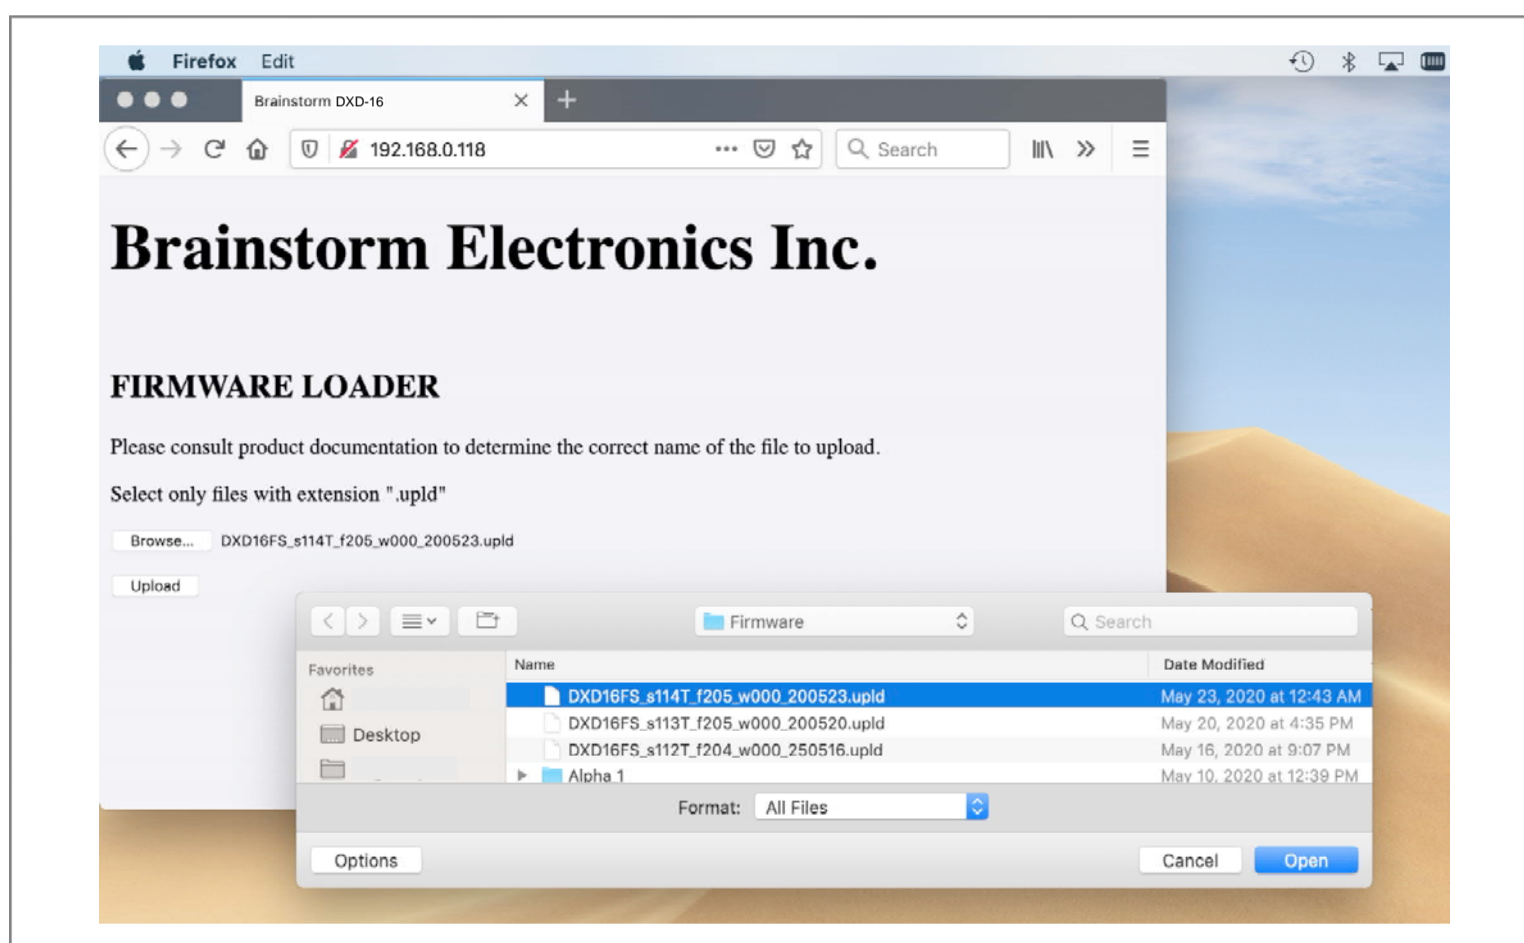 Firefox Edit
Brainstorm DXD-16
192.168.0.118
Search
Brainstorm Electronics Inc.
FIRMWARE LOADER
Please consult product documentation to determine the correct name of the file to upload.
Select only files with extension ".upld"
Browse... DXD16FS_s114T_f205_w000_200523.upld
Upload
Firmware
Search
Favorites
Name Date Modified
DXD16FS_s114T_f205_w000_200523.upld May 23, 2020 at 12:43 AM
DXD16FS_s113T_f205_w000_200520.upld May 20, 2020 at 4:35 PM
Desktop
DXD16FS_s112T_f204_w000_250516.upld May 16, 2020 at 9:07 PM
Alpha 1 May 10, 2020 at 12:39 PM
Format: All Files
Options Cancel Open